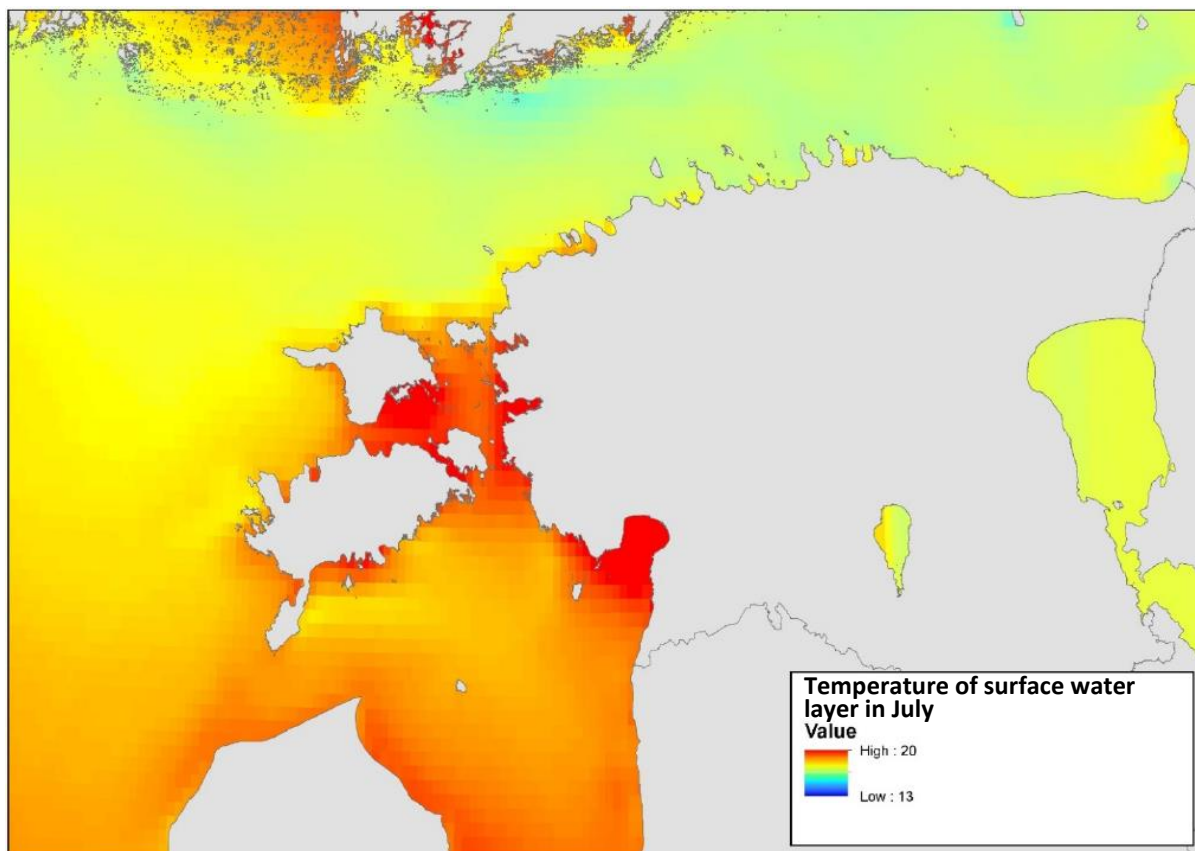 Temperature of surface water
layer in July
Value
High : 20
Low : 13